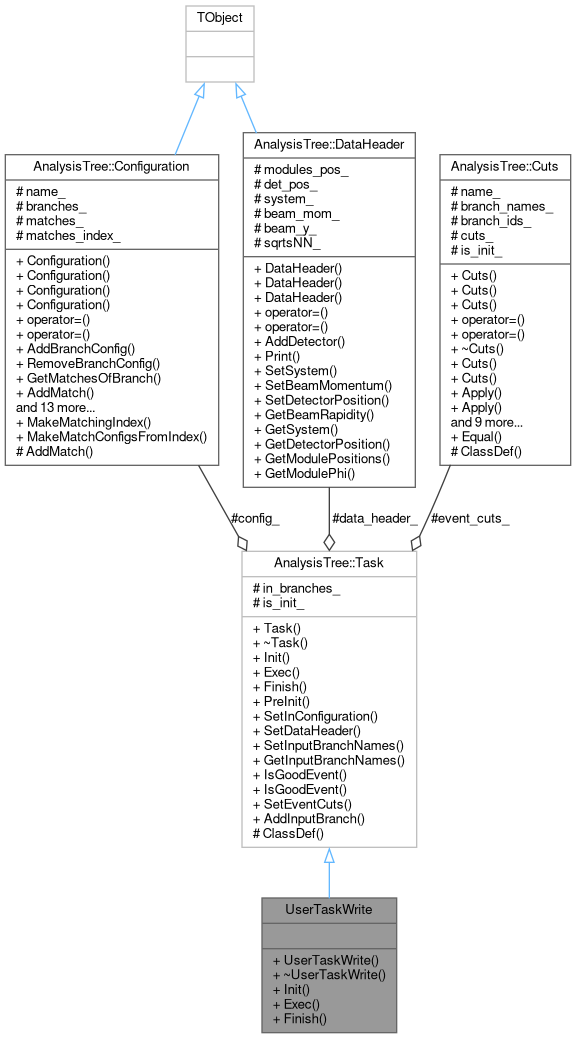 TObject
AnalysisTree::Configuration
# name_
# branches_
# matches_
# matches_index_
+ Configuration()
+ Configuration()
+ Configuration()
+ Configuration()
+ operator=()
+ operator=()
+ AddBranchConfig()
+ RemoveBranchConfig()
+ GetMatchesOfBranch()
+ AddMatch()
and 13 more...
+ MakeMatchingIndex()
+ MakeMatchConfigsFromIndex()
# AddMatch()
AnalysisTree::DataHeader
# modules_pos_
# det_pos_
# system_
# beam_mom_
# beam_y_
# sqrtsNN_
+ DataHeader()
+ DataHeader()
+ DataHeader()
+ operator=()
+ operator=()
+ AddDetector()
+ Print()
+ SetSystem()
+ SetBeamMomentum()
+ SetDetectorPosition()
+ GetBeamRapidity()
+ GetSystem()
+ GetDetectorPosition()
+ GetModulePositions()
+ GetModulePhi()
AnalysisTree::Cuts
# name_
# branch_names_
# branch_ids_
# cuts_
# is_init_
+ Cuts()
+ Cuts()
+ Cuts()
+ operator=()
+ operator=()
+ ~Cuts()
+ Cuts()
+ Cuts()
+ Apply()
+ Apply()
and 9 more...
+ Equal()
# ClassDef()
#config_
#data_header_
#event_cuts_
AnalysisTree::Task
# in_branches_
# is_init_
+ Task()
+ ~Task()
+ Init()
+ Exec()
+ Finish()
+ PreInit()
+ SetInConfiguration()
+ SetDataHeader()
+ SetInputBranchNames()
+ GetInputBranchNames()
+ IsGoodEvent()
+ IsGoodEvent()
+ SetEventCuts()
+ AddInputBranch()
# ClassDef()
UserTaskWrite
+ UserTaskWrite()
+ ~UserTaskWrite()
+ Init()
+ Exec()
+ Finish()